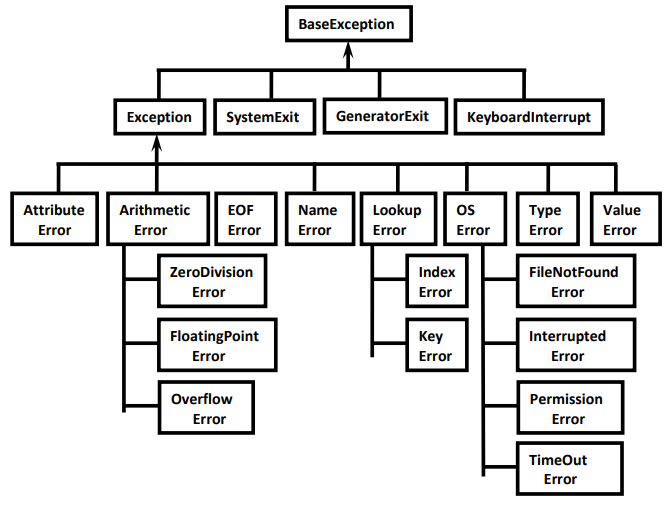 BaseException
Exception
SystemExit
GeneratorExit
KeyboardInterrupt
Attribute
Error
Arithmetic
Error
EOF
Error
Name
Error
Lookup
Error
OS
Error
Type
Error
Value
Error
ZeroDivision
Error
FloatingPoint
Error
Overflow
Error
Index
Error
Key
Error
FileNotFound
Error
Interrupted
Error
Permission
Error
TimeOut
Error